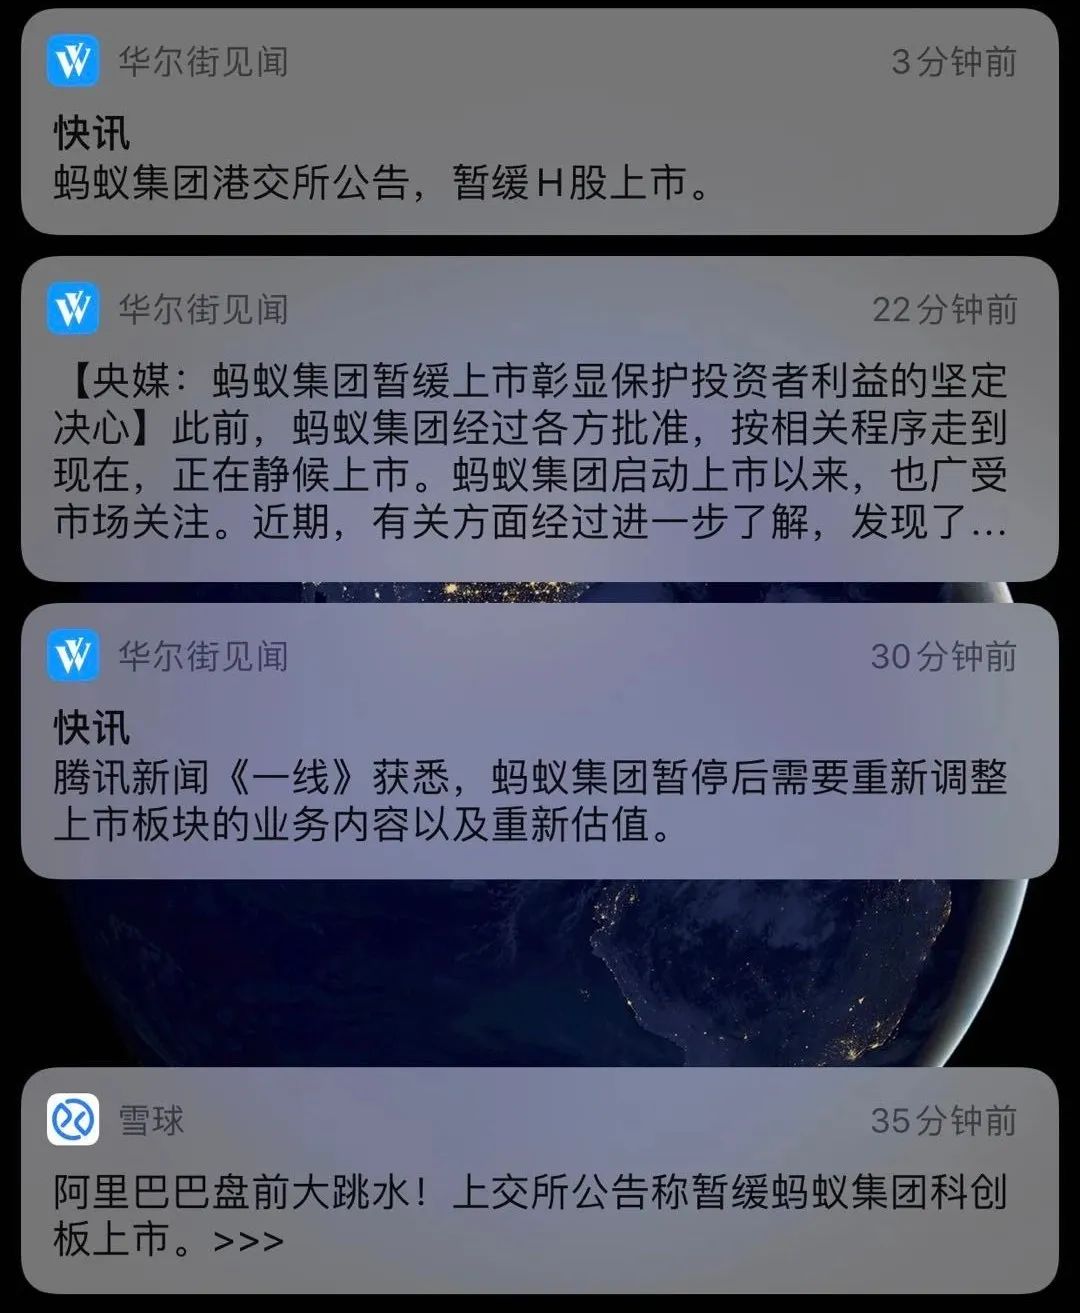 华尔街见闻
3分钟前
快讯
蚂蚁集团港交所公告，暂缓H股上市。
华尔街见闻
22分钟前
【央媒：蚂蚁集团暂缓上市彰显保护投资者利益的坚定
决心】此前，蚂蚁集团经过各方批准，按相关程序走到
现在，正在静候上市。蚂蚁集团启动上市以来，也广受
市场关注。近期，有关方面经过进一步了解，发现了...
华尔街见闻
30分钟前
快讯
腾讯新闻《一线》获悉，蚂蚁集团暂停后需要重新调整
上市板块的业务内容以及重新估值。
雪球
35分钟前
阿里巴巴盘前大跳水！上交所公告称暂缓蚂蚁集团科创
板上市。>>>